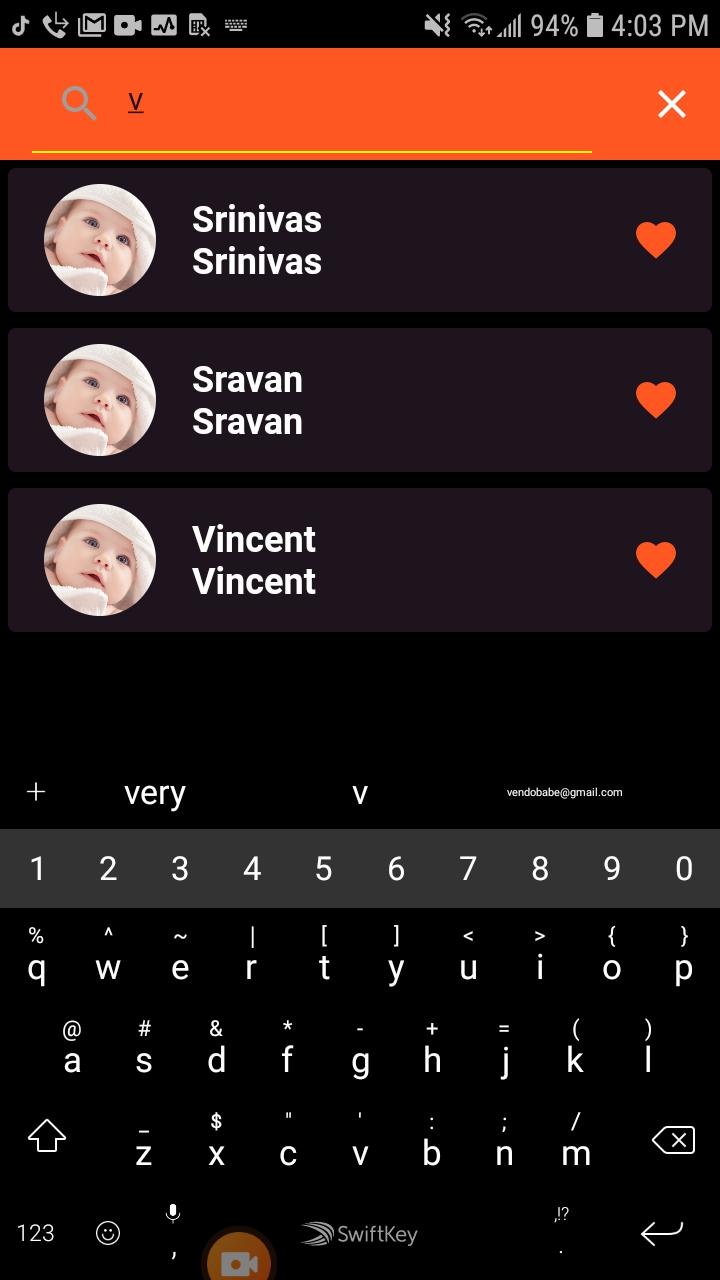 94% 4:03 PM
v
Srinivas
Srinivas
Sravan
Sravan
Vincent
Vincent
+ very v vendobabe@gmail.com
1 2 3 4 5 6 7 8 9 0
% ^ ~ | [ ] < > { }
q w e r t y u i o p
@ # & * - + = ( )
a s d f g h j k l
_ $ " ' : ; /
z x c v b n m
,!?
123 , SwiftKey .